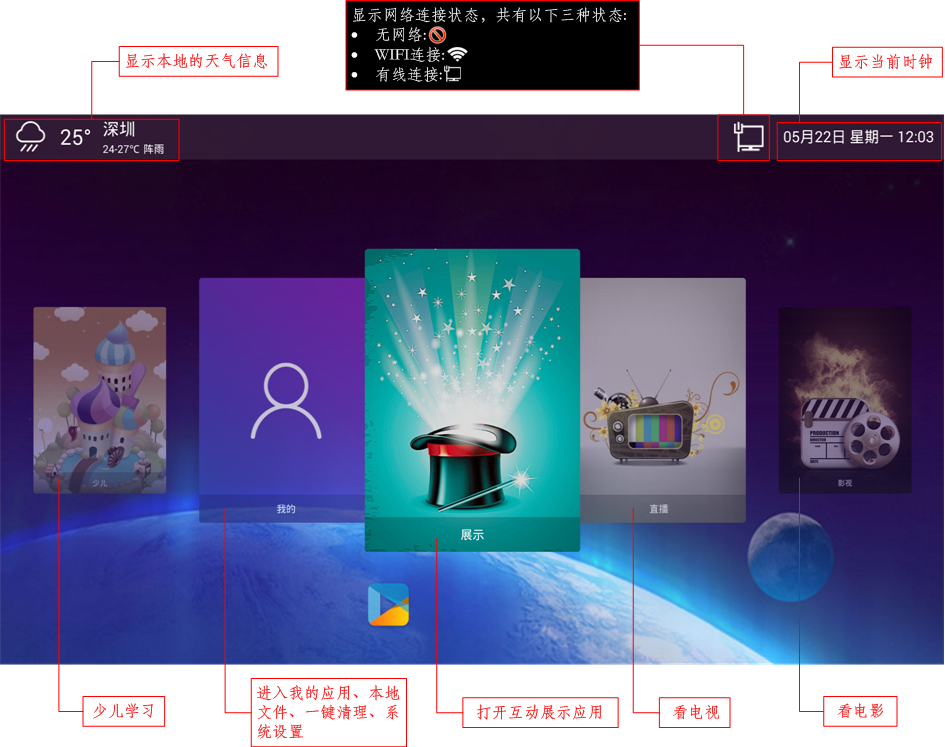 显示网络连接状态，共有以下三种状态：
无网络：
WIFI连接：
有线连接：
显示本地的天气信息
显示当前时钟
25°
深圳
24-27℃ 阵雨
05月22日 星期一 12:03
PRODUCTION
DIRECTOR
DATE
少儿
我的
展示
直播
影视
少儿学习
进入我的应用、本地
文件、一键清理、系
统设置
打开互动展示应用
看电视
看电影